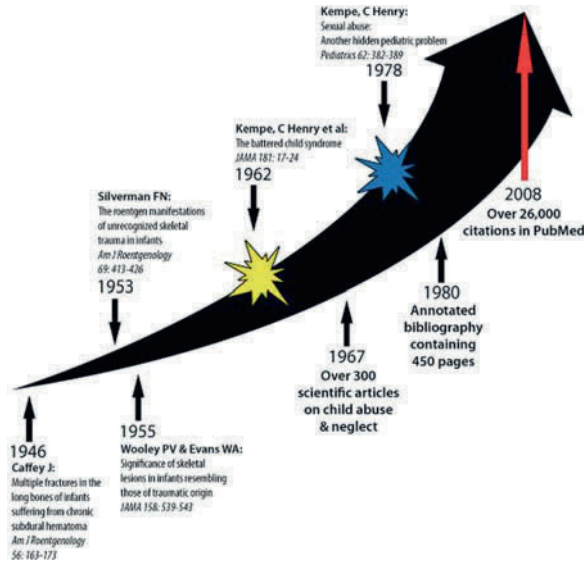 Kempe, C Henry:
Sexual abuse:
Another hidden pediatric problem
Pediatrics 62: 382-389
1978
Kempe, C Henry et al:
The battered child syndrome
JAMA 181: 17-24
1962
Silverman FN:
The roentgen manifestations
of unrecognized skeletal
trauma in infants
Am J Roentgenology
69: 413-426
1953
2008
Over 26,000
citations in PubMed
1980
Annotated
bibliography
containing
450 pages
1967
Over 300
scientific articles
on child abuse
& neglect
1955
Wooley PV & Evans WA:
Significance of skeletal
lesions in infants resembling
those of traumatic origin
JAMA 158: 539-543
1946
Caffey J:
Multiple fractures in the
long bones of infants
suffering from chronic
subdural hematoma
Am J Roentgenology
56: 163-173